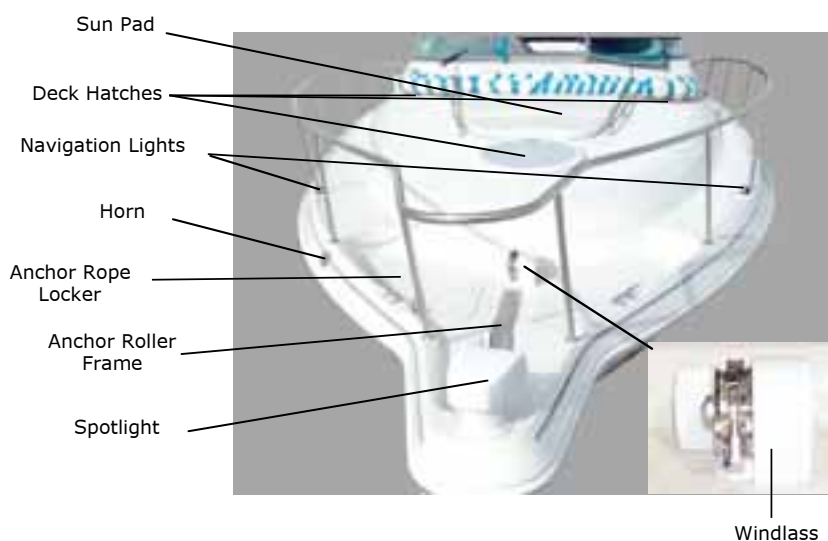 Sun Pad
Deck Hatches
Navigation Lights
Horn
Anchor Rope
Locker
Anchor Roller
Frame
Spotlight
Windlass